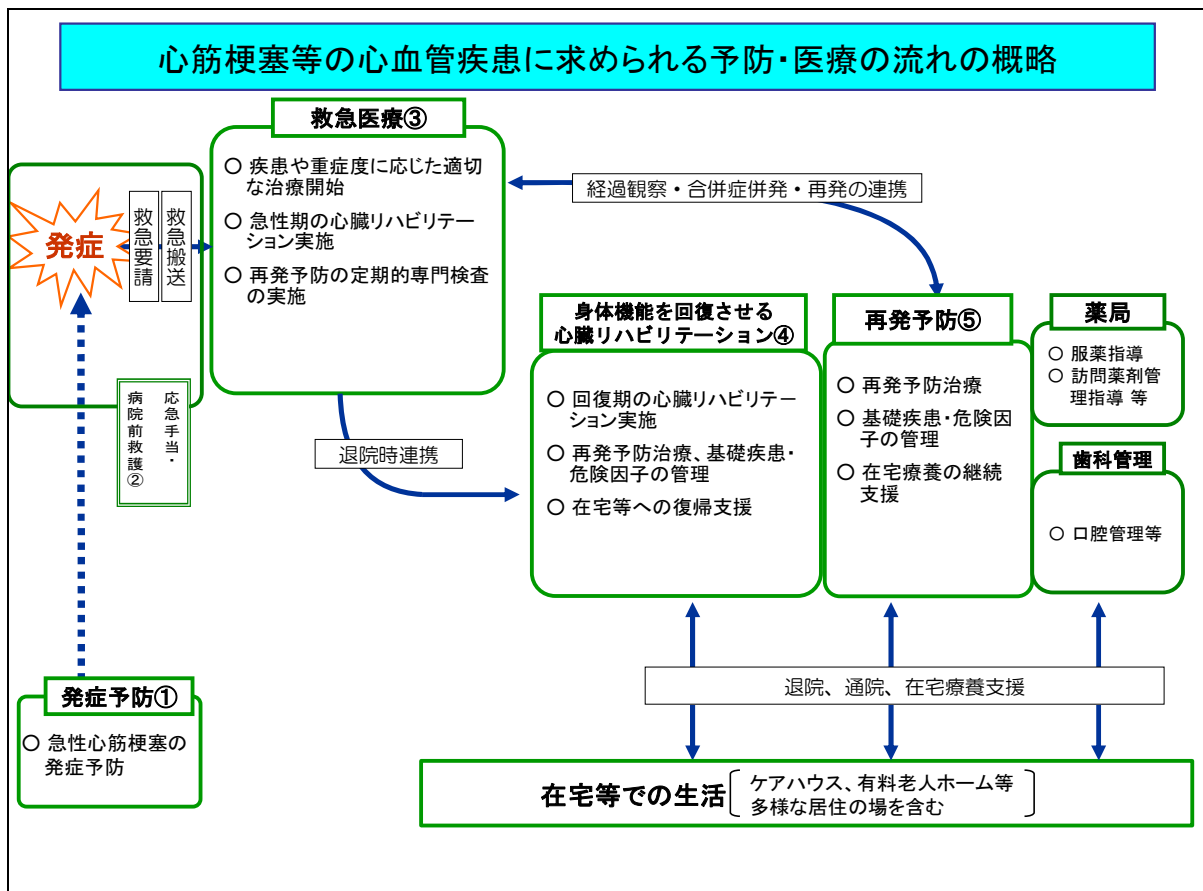 心筋梗塞等の心血管疾患に求められる予防・医療の流れの概略
救急医療③
○ 疾患や重症度に応じた適切
な治療開始
○ 急性期の心臓リハビリテー
ション実施
○ 再発予防の定期的専門検査
の実施
発症
救急要請
救急搬送
応急手当・
病院前救護②
経過観察・合併症併発・再発の連携
退院時連携
身体機能を回復させる
心臓リハビリテーション④
○ 回復期の心臓リハビリテー
ション実施
○ 再発予防治療、基礎疾患・
危険因子の管理
○ 在宅等への復帰支援
再発予防⑤
○ 再発予防治療
○ 基礎疾患・危険因
子の管理
○ 在宅療養の継続
支援
薬局
○ 服薬指導
○ 訪問薬剤管
理指導 等
歯科管理
○ 口腔管理等
発症予防①
○ 急性心筋梗塞の
発症予防
退院、通院、在宅療養支援
在宅等での生活
ケアハウス、有料老人ホーム等
多様な居住の場を含む